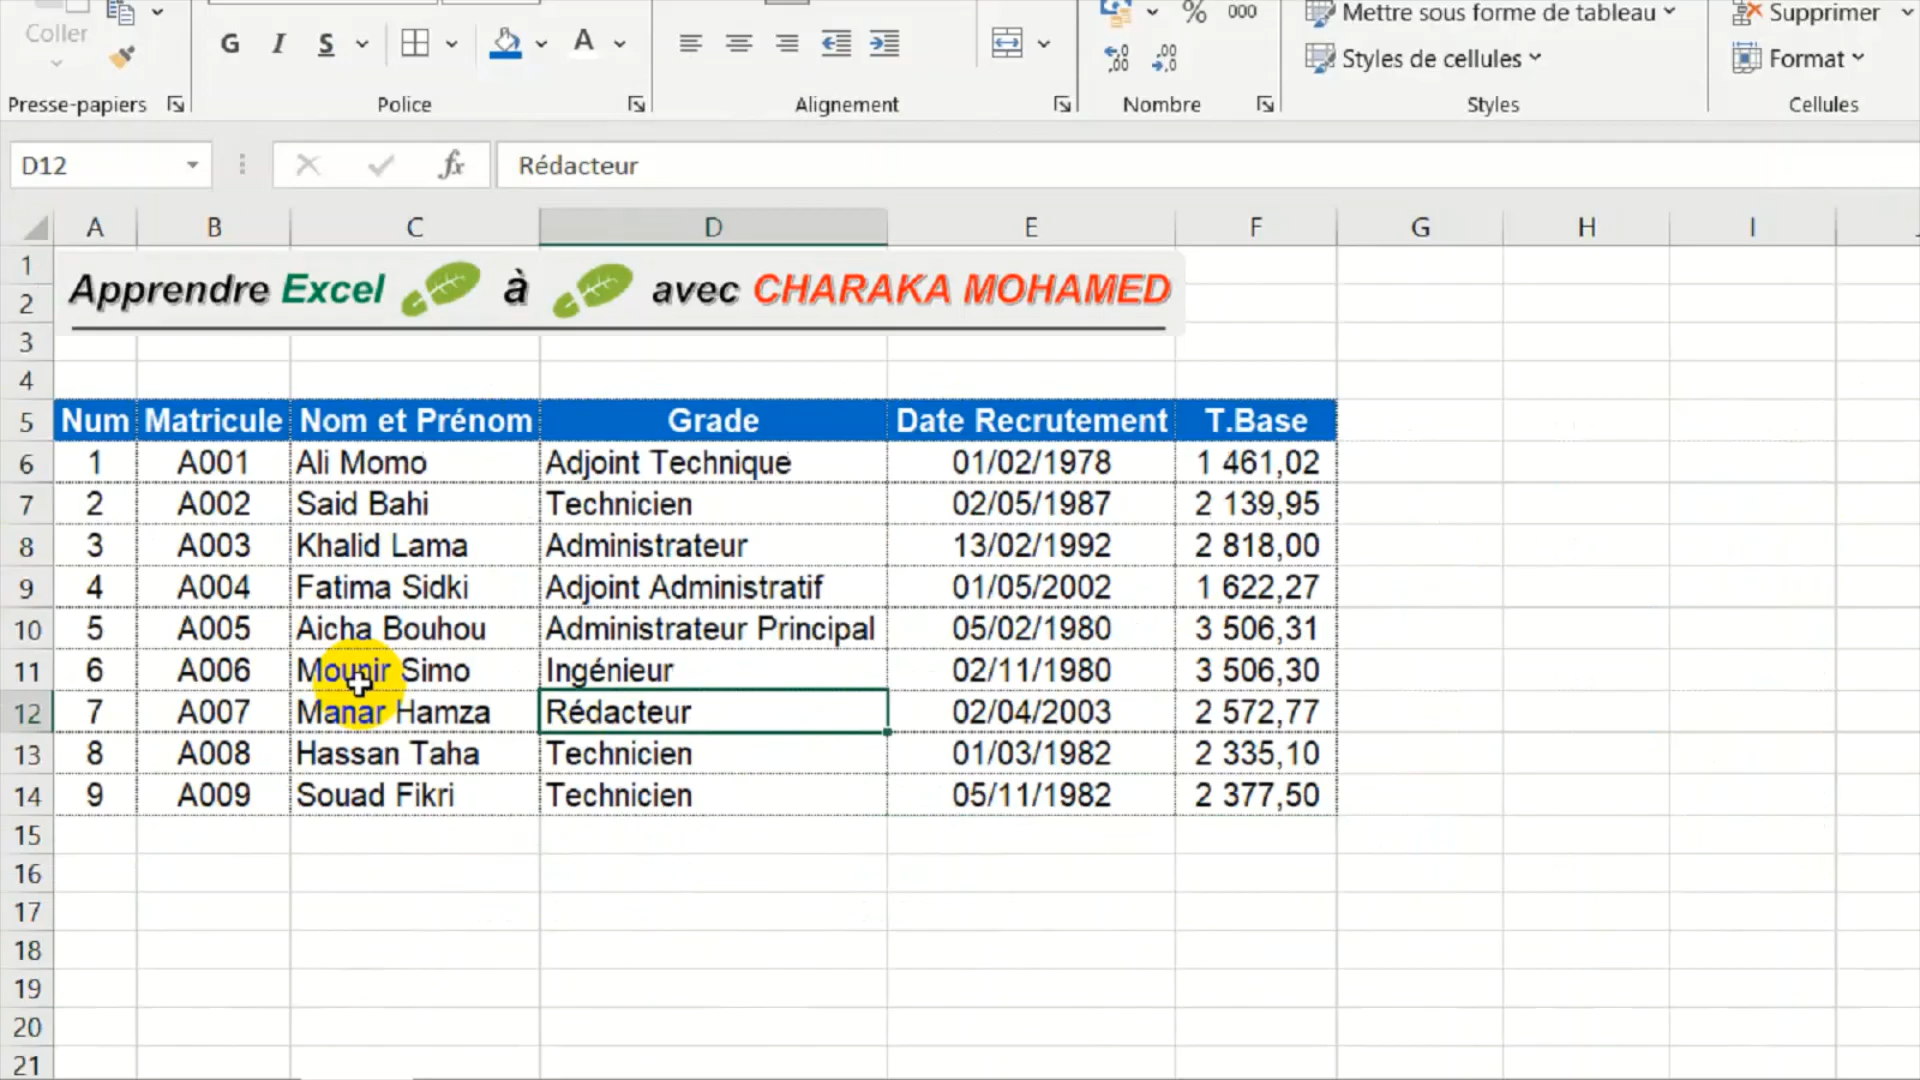 Coller
G I S A
% 000
Mettre sous forme de tableau
Supprimer
Styles de cellules
Format
Presse-papiers Police Alignement Nombre Styles Cellules
D12 fx Rédacteur
A B C D E F G H I
1
2
Apprendre Excel à avec CHARAKA MOHAMED
3
4
5 Num Matricule Nom et Prénom Grade Date Recrutement T.Base
6 1 A001 Ali Momo Adjoint Technique 01/02/1978 1 461,02
7 2 A002 Said Bahi Technicien 02/05/1987 2 139,95
8 3 A003 Khalid Lama Administrateur 13/02/1992 2 818,00
9 4 A004 Fatima Sidki Adjoint Administratif 01/05/2002 1 622,27
10 5 A005 Aicha Bouhou Administrateur Principal 05/02/1980 3 506,31
11 6 A006 Mounir Simo Ingénieur 02/11/1980 3 506,30
12 7 A007 Manar Hamza Rédacteur 02/04/2003 2 572,77
13 8 A008 Hassan Taha Technicien 01/03/1982 2 335,10
14 9 A009 Souad Fikri Technicien 05/11/1982 2 377,50
15
16
17
18
19
20
21